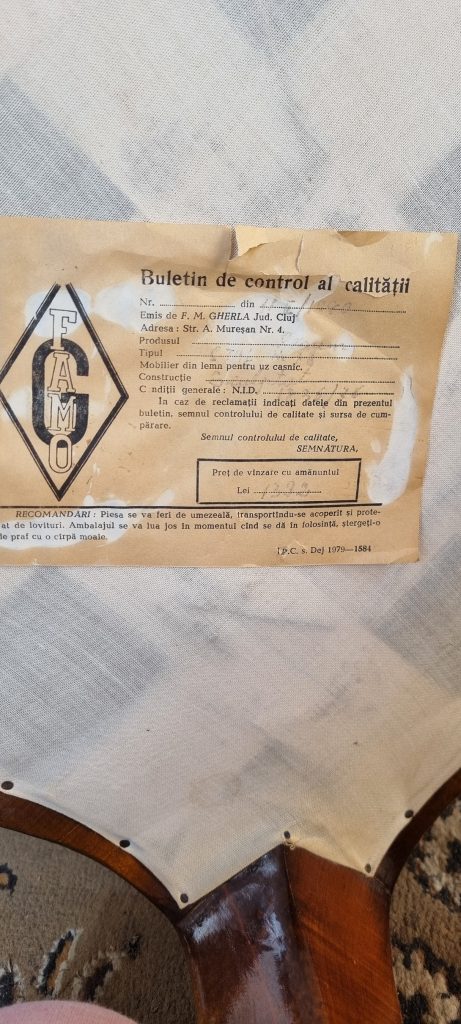 Buletin de control al calității
Nr. din
Emis de F. M. GHERLA Jud. Cluj
Adresa : Str. A. Mureșan Nr. 4.
Produsul
Tipul
Mobilier din lemn pentru uz casnic.
Construcție
C ndiții generale : N.I.D.
In caz de reclamații indicați datele din prezentul
buletin, semnul controlului de calitate și sursa de cum-
părare.
Semnul controlului de calitate,
SEMNĂTURA,
FAMO
G
Preț de vînzare cu amănuntul
Lei
RECOMANDARI : Piesa se va feri de umezeală, transportîndu-se acoperit și prote-
at de lovituri. Ambalajul se va lua jos în momentul cînd se dă în folosință, ștergeți-o
de praf cu o cîrpă moale.
I.P.C. s. Dej 1979—1584